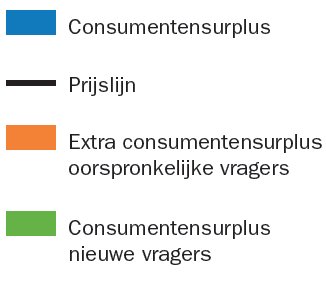 Consumentensurplus
Prijslijn
Extra consumentensurplus
oorspronkelijke vragers
Consumentensurplus
nieuwe vragers